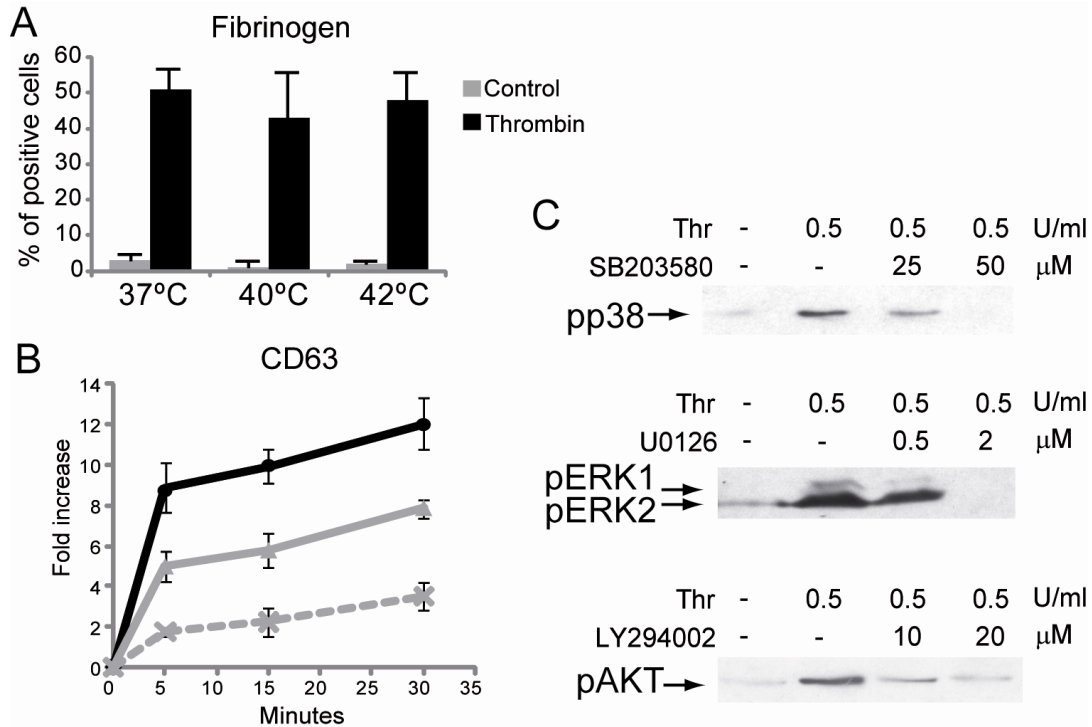 A
Fibrinogen
% of positive cells
60
50
40
30
20
10
0
37ºC 40ºC 42ºC
Control
Thrombin
B
CD63
Fold increase
14
12
10
8
6
4
2
0
0 5 10 15 20 25 30 35
Minutes
C
Thr - 0.5 0.5 0.5 U/ml
SB203580 - - 25 50 µM
pp38
Thr - 0.5 0.5 0.5 U/ml
U0126 - - 0.5 2 µM
pERK1
pERK2
Thr - 0.5 0.5 0.5 U/ml
LY294002 - - 10 20 µM
pAKT